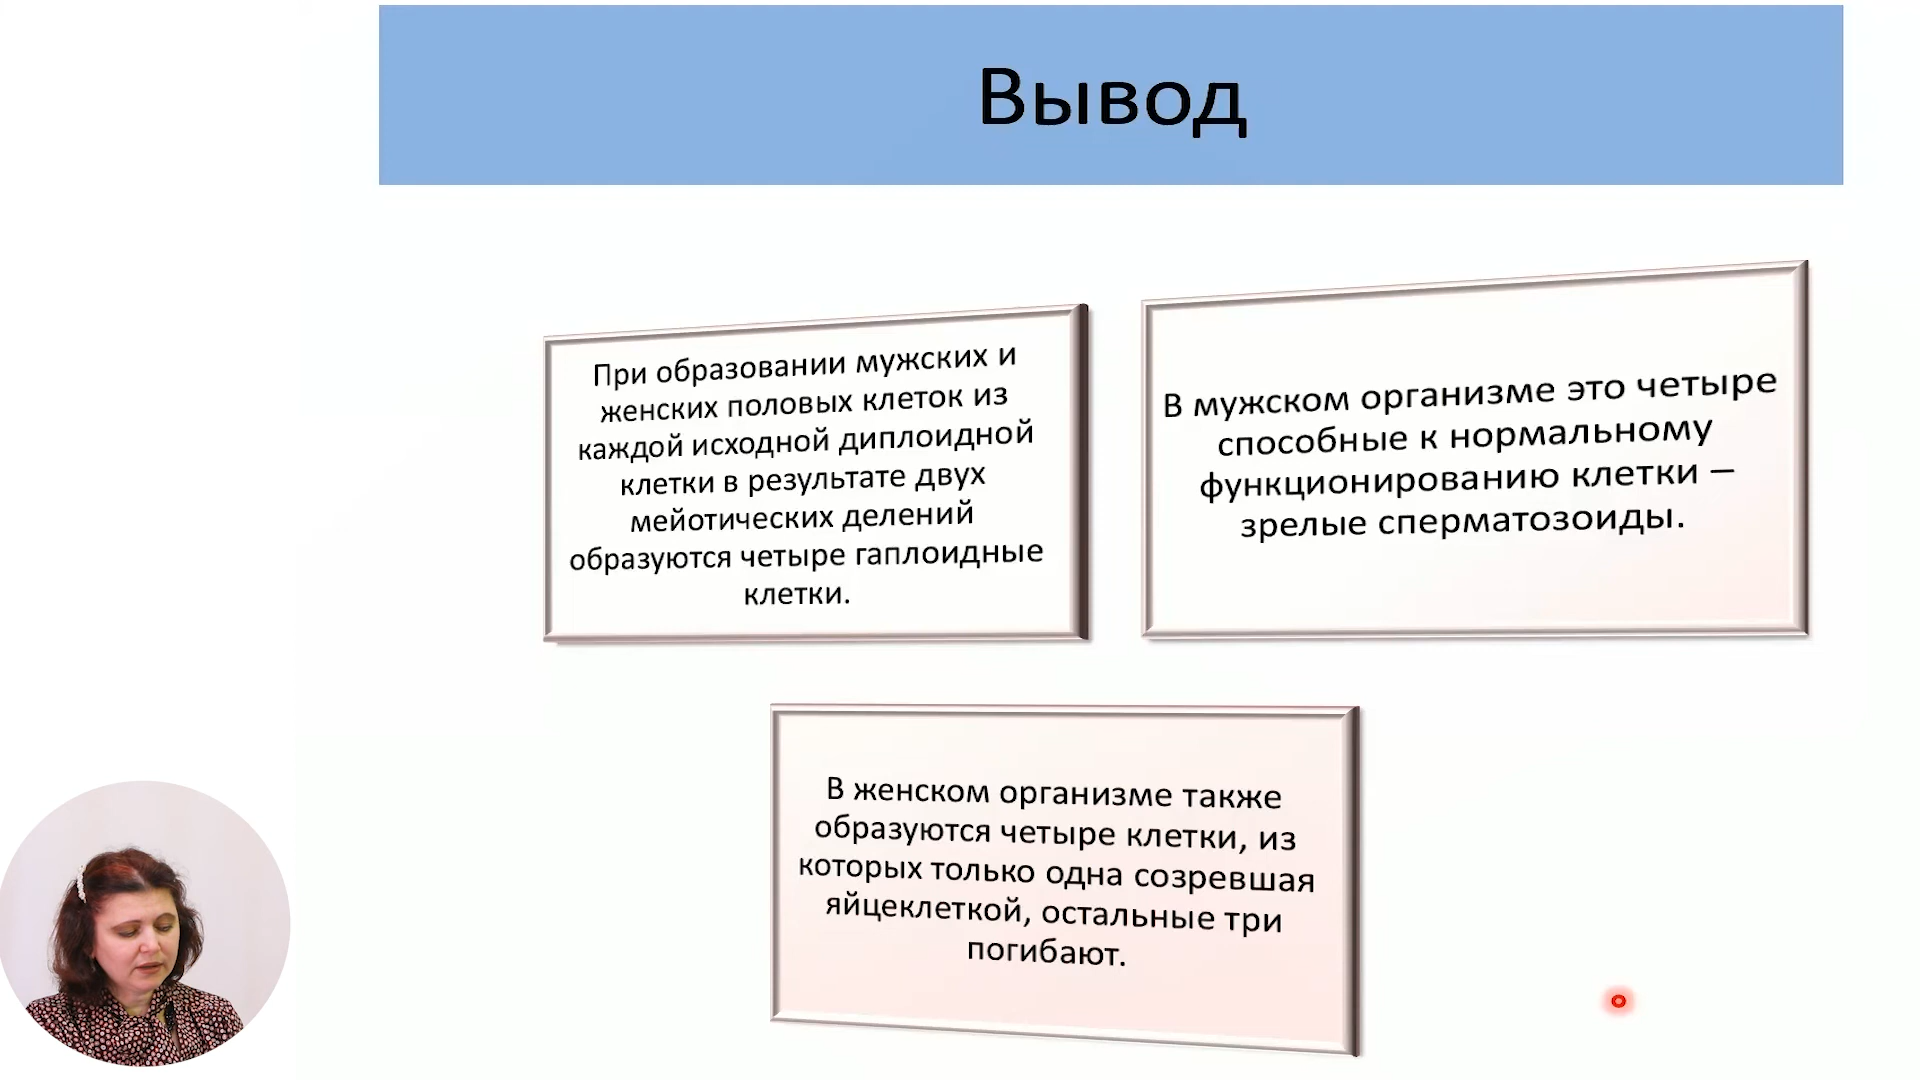 Вывод
При образовании мужских и
женских половых клеток из
каждой исходной диплоидной
клетки в результате двух
мейотических делений
образуются четыре гаплоидные
клетки.
В мужском организме это четыре
способные к нормальному
функционированию клетки –
зрелые сперматозоиды.
В женском организме также
образуются четыре клетки, из
которых только одна созревшая
яйцеклеткой, остальные три
погибают.